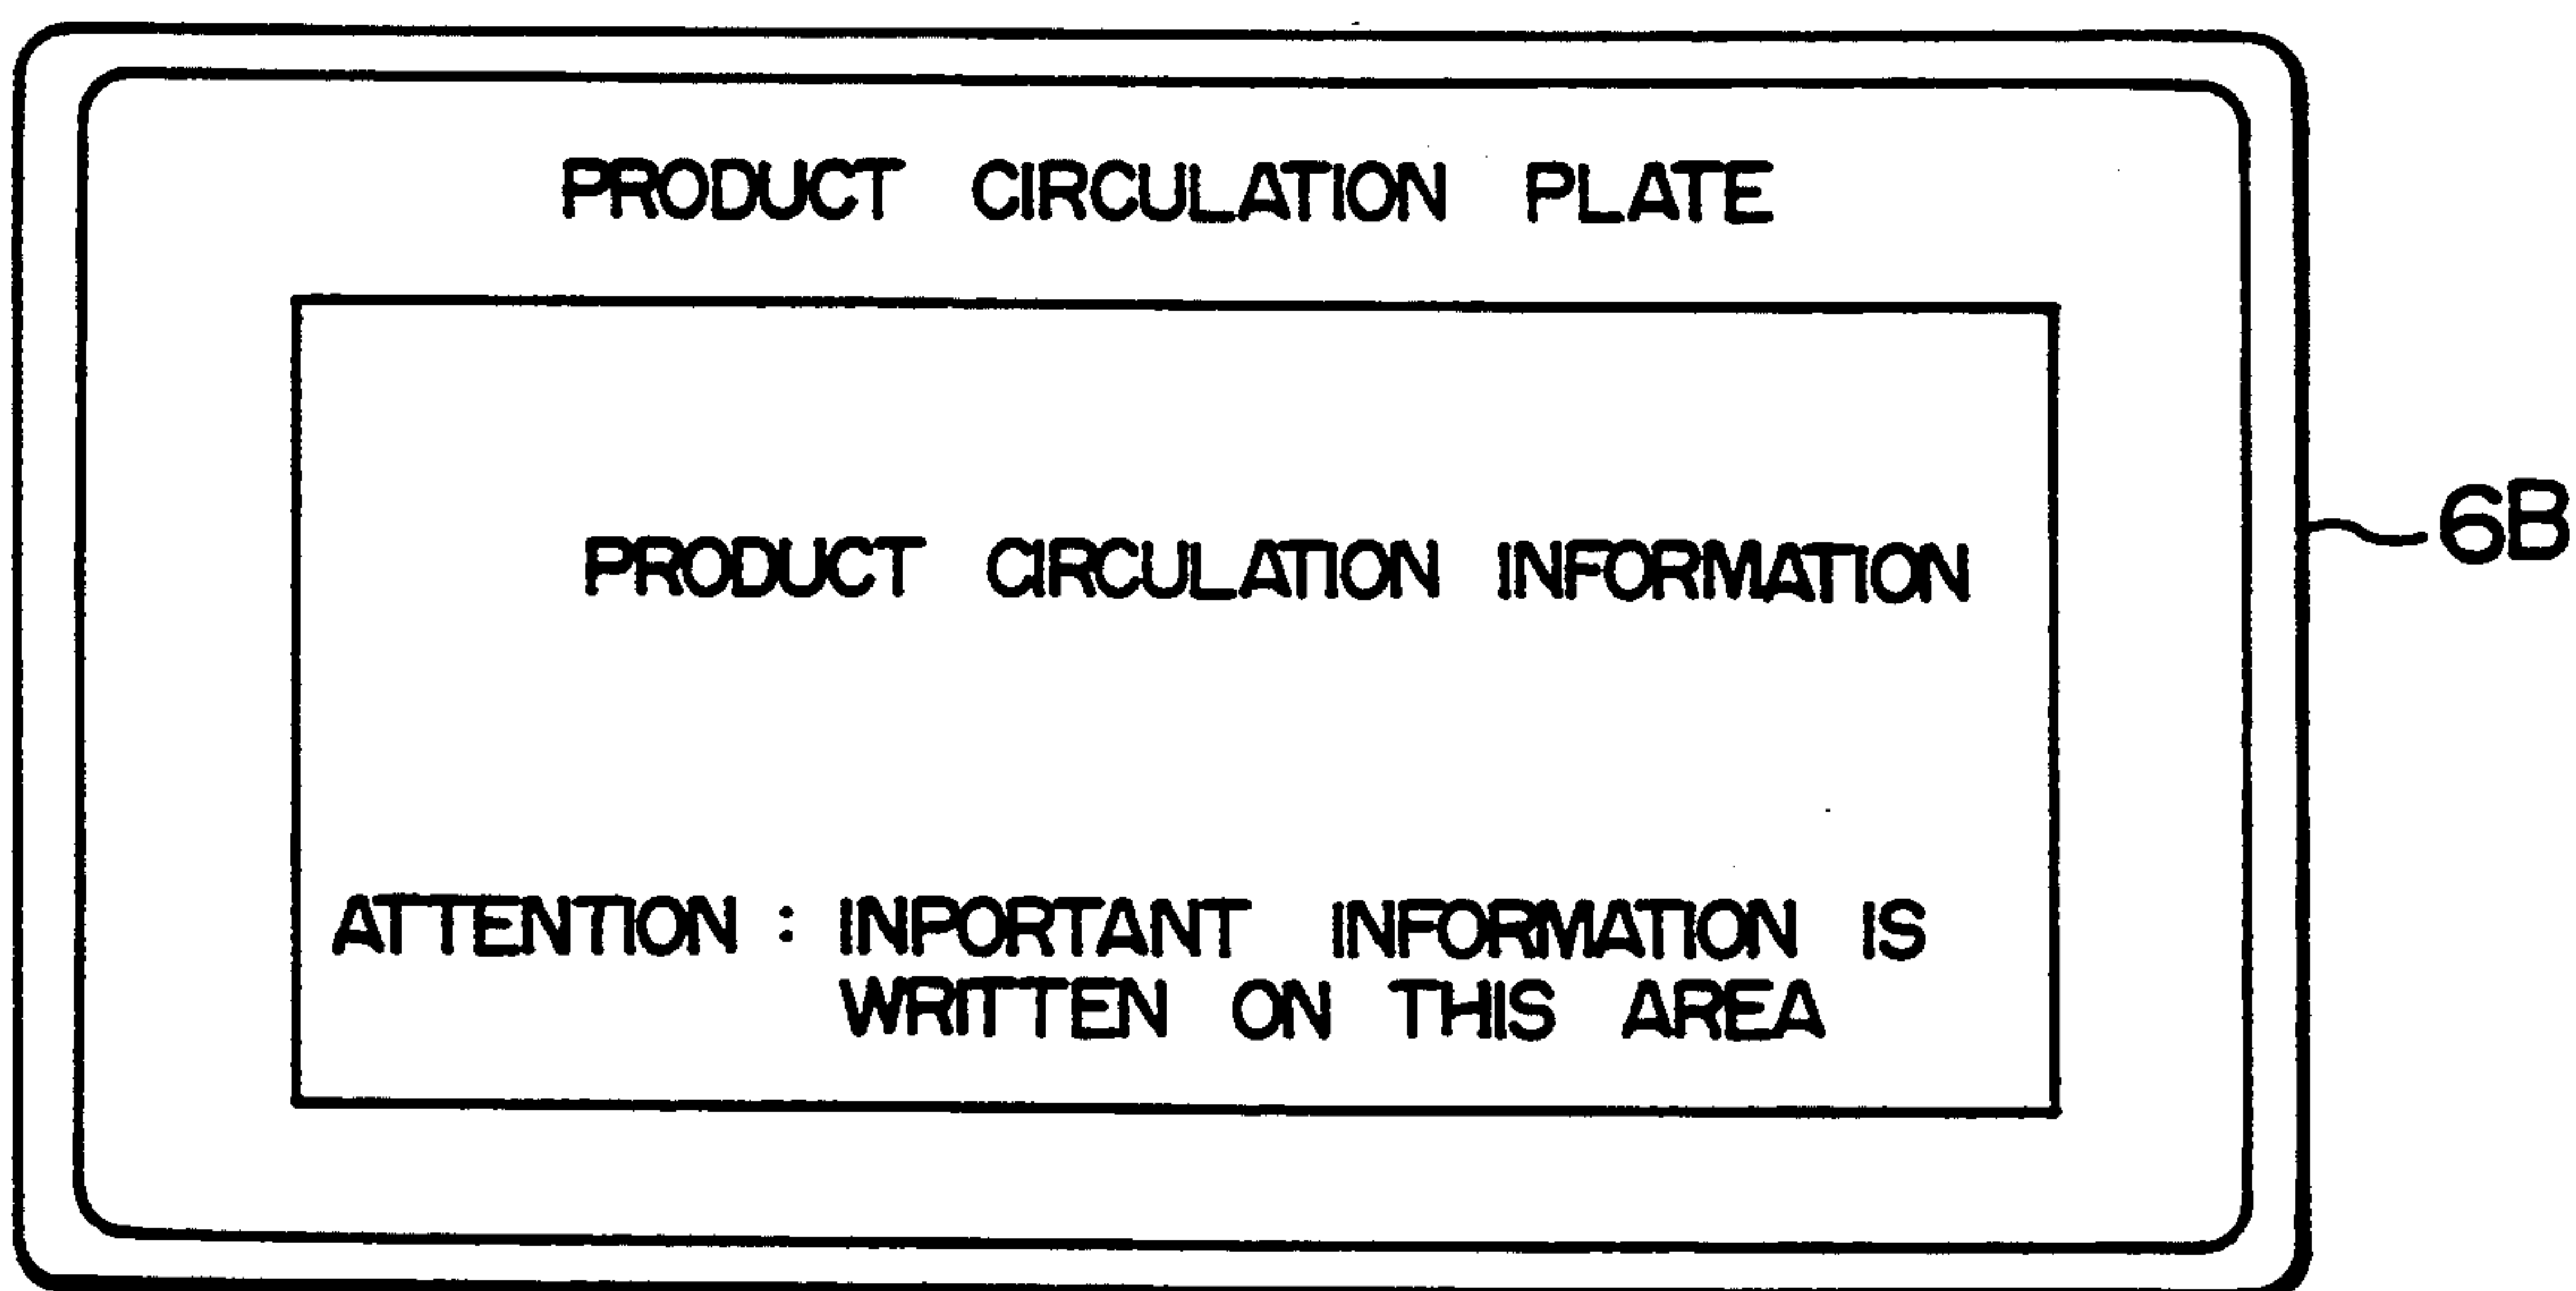 PRODUCT CIRCULATION PLATE
PRODUCT CIRCULATION INFORMATION
6B
ATTENTION : INPORTANT INFORMATION IS
WRITTEN ON THIS AREA